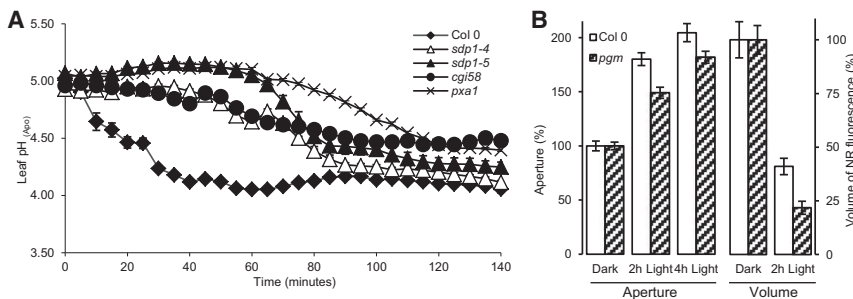 A
5.50
5.00
4.50
4.00
3.50
Leaf pH (Apo)
0
20
40
60
80
100
120
140
Time (minutes)
Col 0
sdp1-4
sdp1-5
cgi58
pxa1
B
200
150
100
50
0
Aperture (%)
Col 0
pgm
100
75
50
25
0
Volume of NR fluorescence (%)
Dark 2h Light 4h Light Dark 2h Light
Aperture Volume